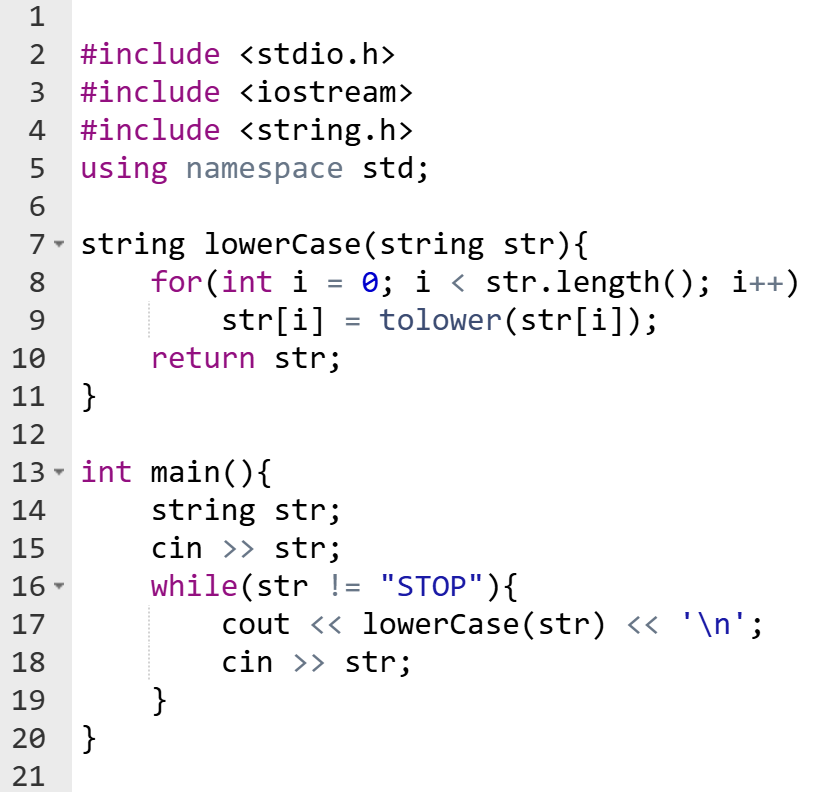 1
2 #include <stdio.h>
3 #include <iostream>
4 #include <string.h>
5 using namespace std;
6
7 string lowerCase(string str){
8     for(int i = 0; i < str.length(); i++)
9         str[i] = tolower(str[i]);
10     return str;
11 }
12
13 int main(){
14     string str;
15     cin >> str;
16     while(str != "STOP"){
17         cout << lowerCase(str) << '\n';
18         cin >> str;
19     }
20 }
21